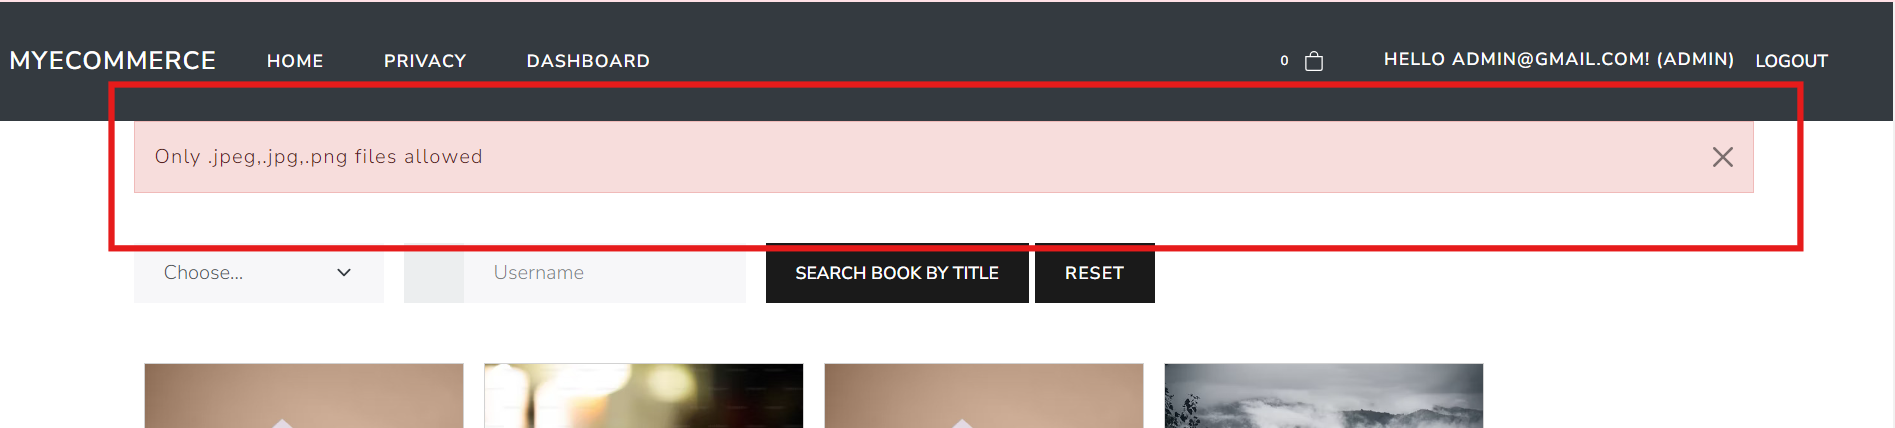 MYECOMMERCE HOME PRIVACY DASHBOARD 0 HELLO ADMIN@GMAIL.COM! (ADMIN) LOGOUT
Only .jpeg,.jpg,.png files allowed
Choose... Username SEARCH BOOK BY TITLE RESET